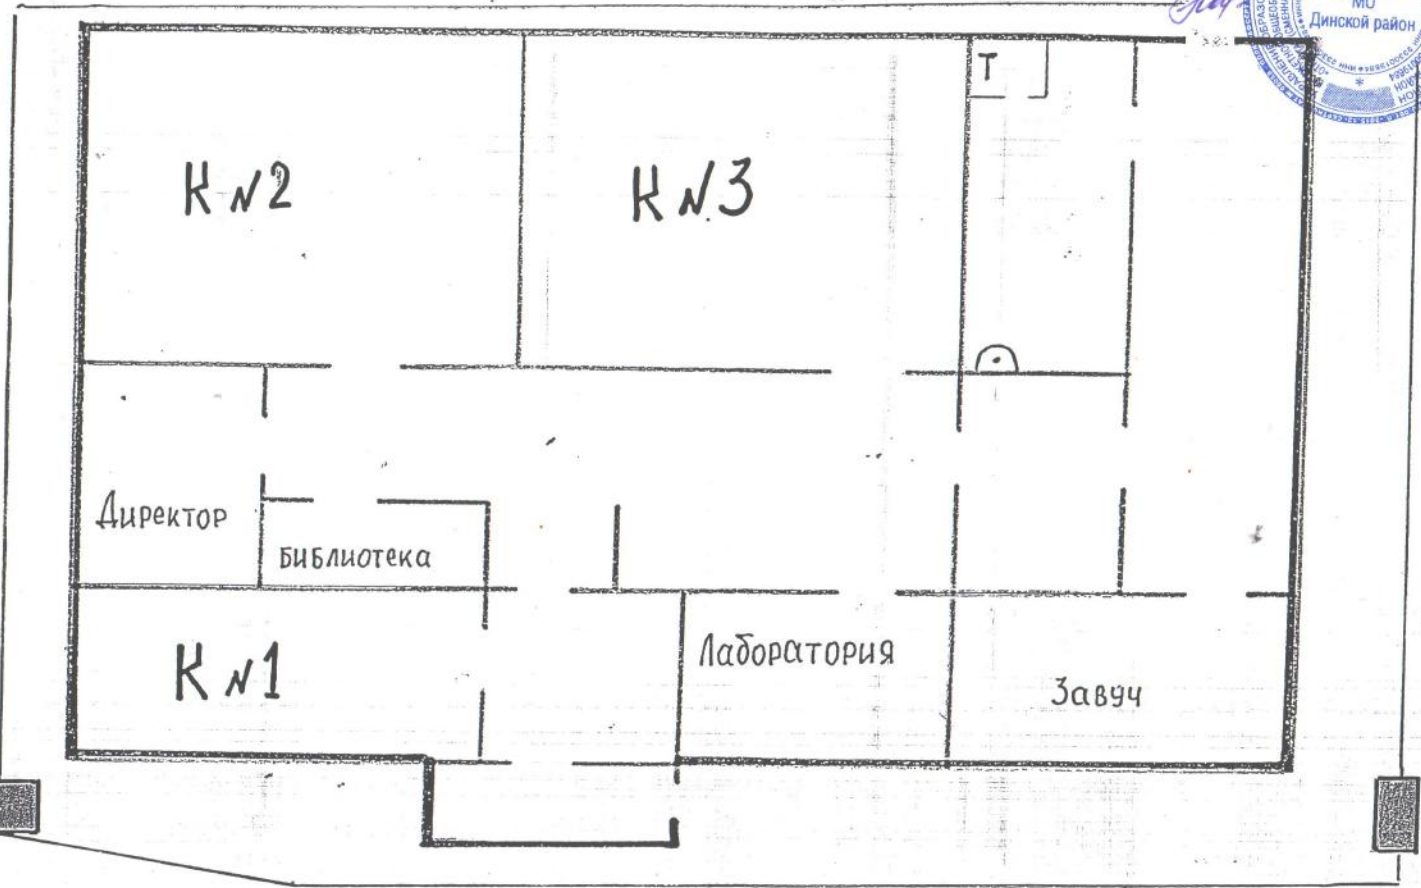 МО
Динской район
Т
К №2
К №3
Директор
Библиотека
К №1
Лаборатория
Завуч